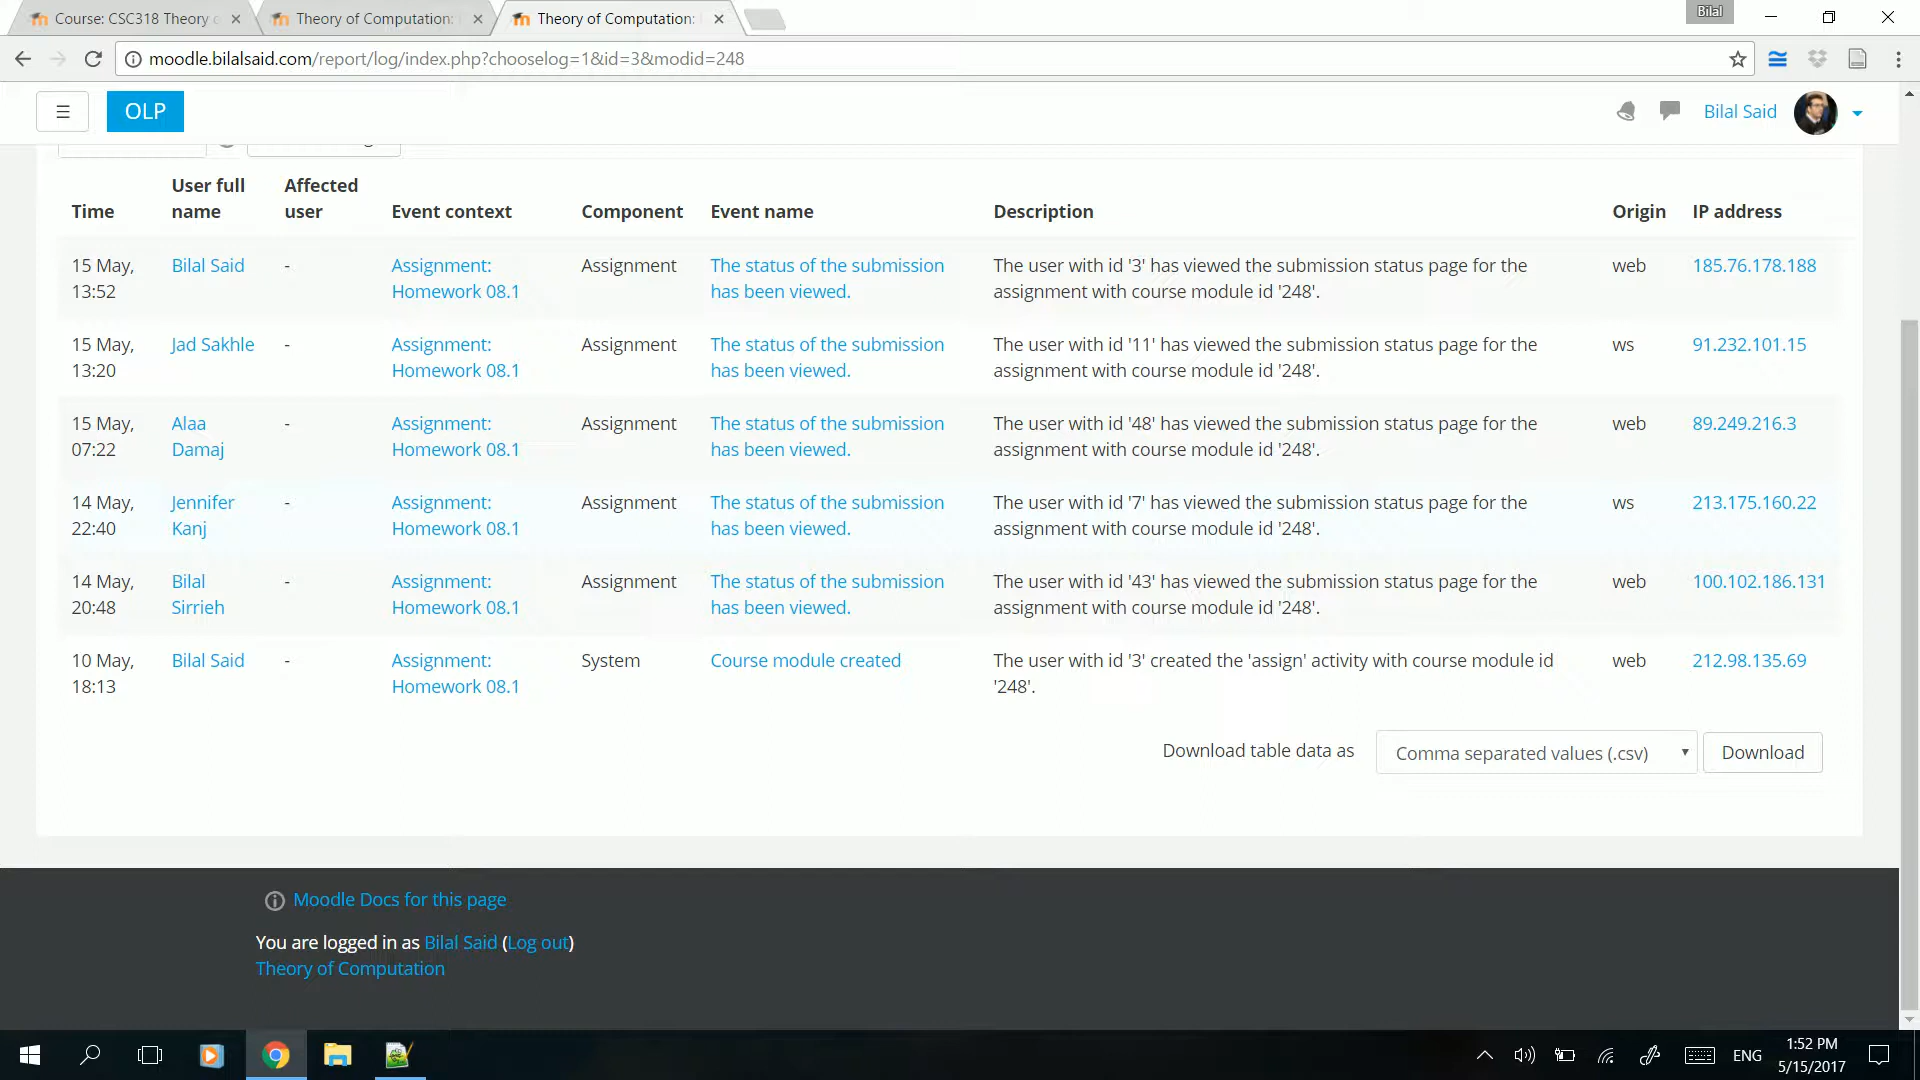 Course: CSC318 Theory
Theory of Computation:
Theory of Computation:
Bilal
moodle.bilalsaid.com/report/log/index.php?chooselog=1&id=3&modid=248
OLP
Bilal Said
Time
User full
name
Affected
user
Event context
Component
Event name
Description
Origin
IP address
15 May,
13:52
Bilal Said
-
Assignment:
Homework 08.1
Assignment
The status of the submission
has been viewed.
The user with id '3' has viewed the submission status page for the
assignment with course module id '248'.
web
185.76.178.188
15 May,
13:20
Jad Sakhle
-
Assignment:
Homework 08.1
Assignment
The status of the submission
has been viewed.
The user with id '11' has viewed the submission status page for the
assignment with course module id '248'.
ws
91.232.101.15
15 May,
07:22
Alaa
Damaj
-
Assignment:
Homework 08.1
Assignment
The status of the submission
has been viewed.
The user with id '48' has viewed the submission status page for the
assignment with course module id '248'.
web
89.249.216.3
14 May,
22:40
Jennifer
Kanj
-
Assignment:
Homework 08.1
Assignment
The status of the submission
has been viewed.
The user with id '7' has viewed the submission status page for the
assignment with course module id '248'.
ws
213.175.160.22
14 May,
20:48
Bilal
Sirrieh
-
Assignment:
Homework 08.1
Assignment
The status of the submission
has been viewed.
The user with id '43' has viewed the submission status page for the
assignment with course module id '248'.
web
100.102.186.131
10 May,
18:13
Bilal Said
-
Assignment:
Homework 08.1
System
Course module created
The user with id '3' created the 'assign' activity with course module id
'248'.
web
212.98.135.69
Download table data as
Comma separated values (.csv)
Download
Moodle Docs for this page
You are logged in as Bilal Said (Log out)
Theory of Computation
ENG
1:52 PM
5/15/2017